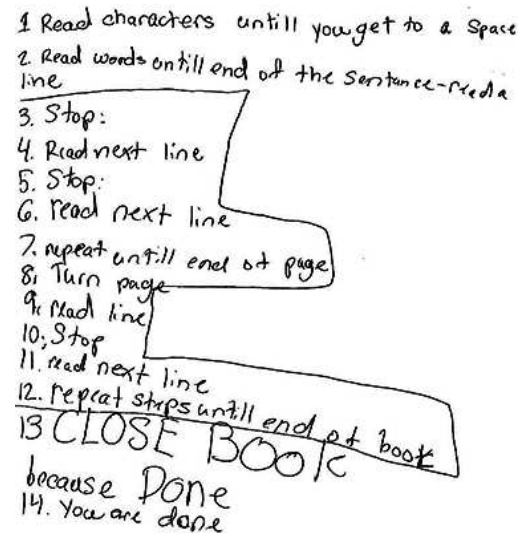 1 Read characters untill you get to a space
2. Read words untill end of the sentance-read a
line
3. Stop:
4. Read next line
5. Stop:
6. read next line
7. repeat untill end of page
8. Turn page
9. read line
10. Stop
11. read next line
12. repeat steps untill end of book
13 CLOSE BOOK
because Done
14. You are done